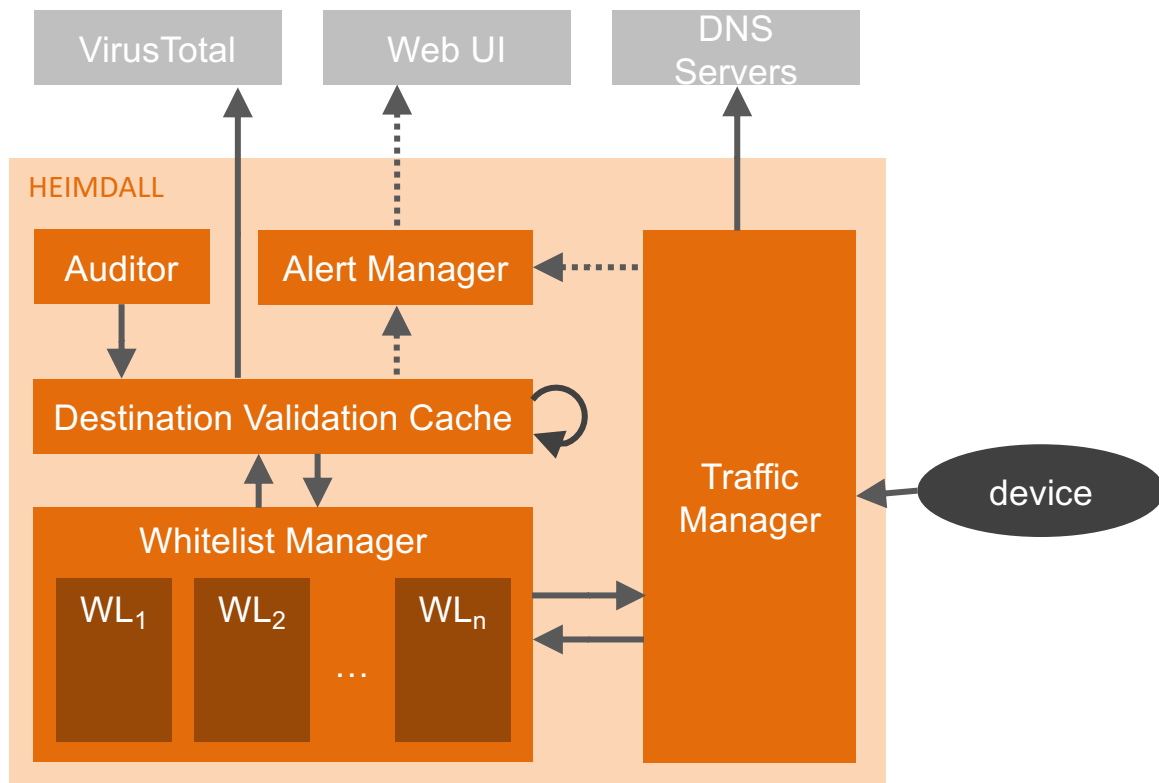 VirusTotal
Web UI
DNS
Servers
HEIMDALL
Auditor
Alert Manager
Destination Validation Cache
Traffic
Manager
device
Whitelist Manager
WL₁
WL₂
...
WLₙ